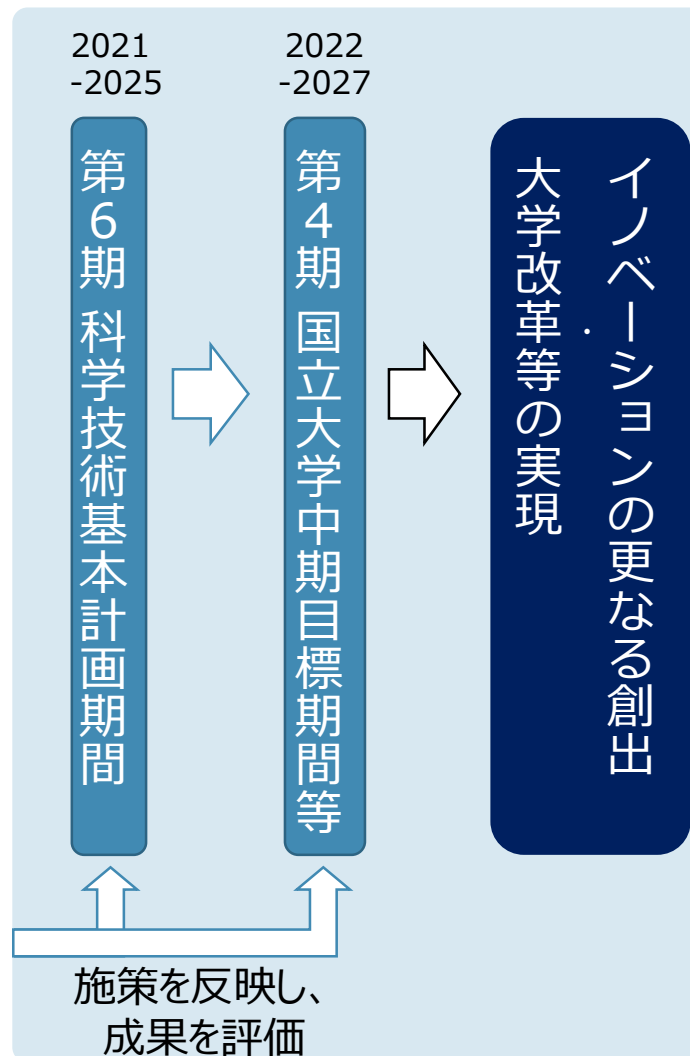 2021
-2025
2022
-2027
第6期 科学技術基本計画期間
第4期 国立大学中期目標期間等
イノベーションの更なる創出
大学改革等の実現
施策を反映し、
成果を評価